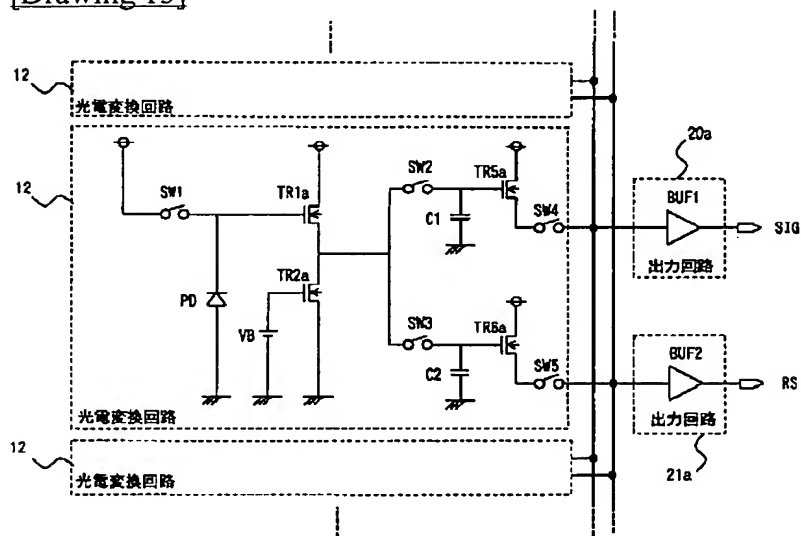 [Drawing 15]
12
光電変換回路
12
SW1
TR1a
SW2
TR5a
C1
SW4
20a
BUF1
SIG
出力回路
PD
TR2a
VB
SW3
TR6a
C2
SW5
BUF2
RS
出力回路
21a
光電変換回路
12
光電変換回路